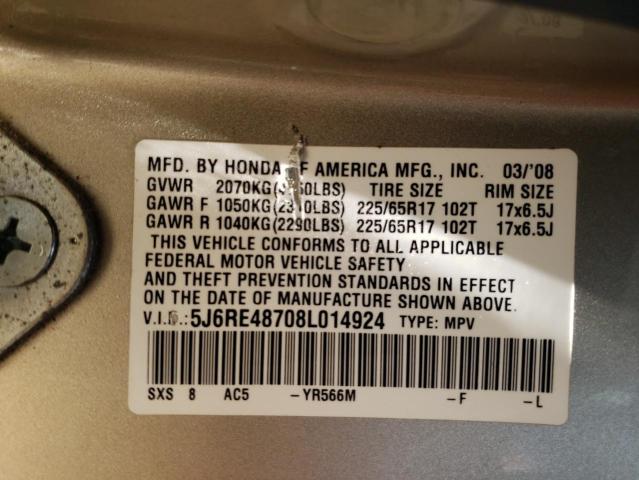 MFD. BY HONDA OF AMERICA MFG., INC. 03/'08
GVWR 2070KG( LBS) TIRE SIZE RIM SIZE
GAWR F 1050KG( LBS) 225/65R17 102T 17x6.5J
GAWR R 1040KG(2290LBS) 225/65R17 102T 17x6.5J
THIS VEHICLE CONFORMS TO ALL APPLICABLE
FEDERAL MOTOR VEHICLE SAFETY
AND THEFT PREVENTION STANDARDS IN EFFECT
ON THE DATE OF MANUFACTURE SHOWN ABOVE.
V.I.N.:5J6RE48708L014924 TYPE: MPV
SXS 8 AC5 -YR566M -F -L